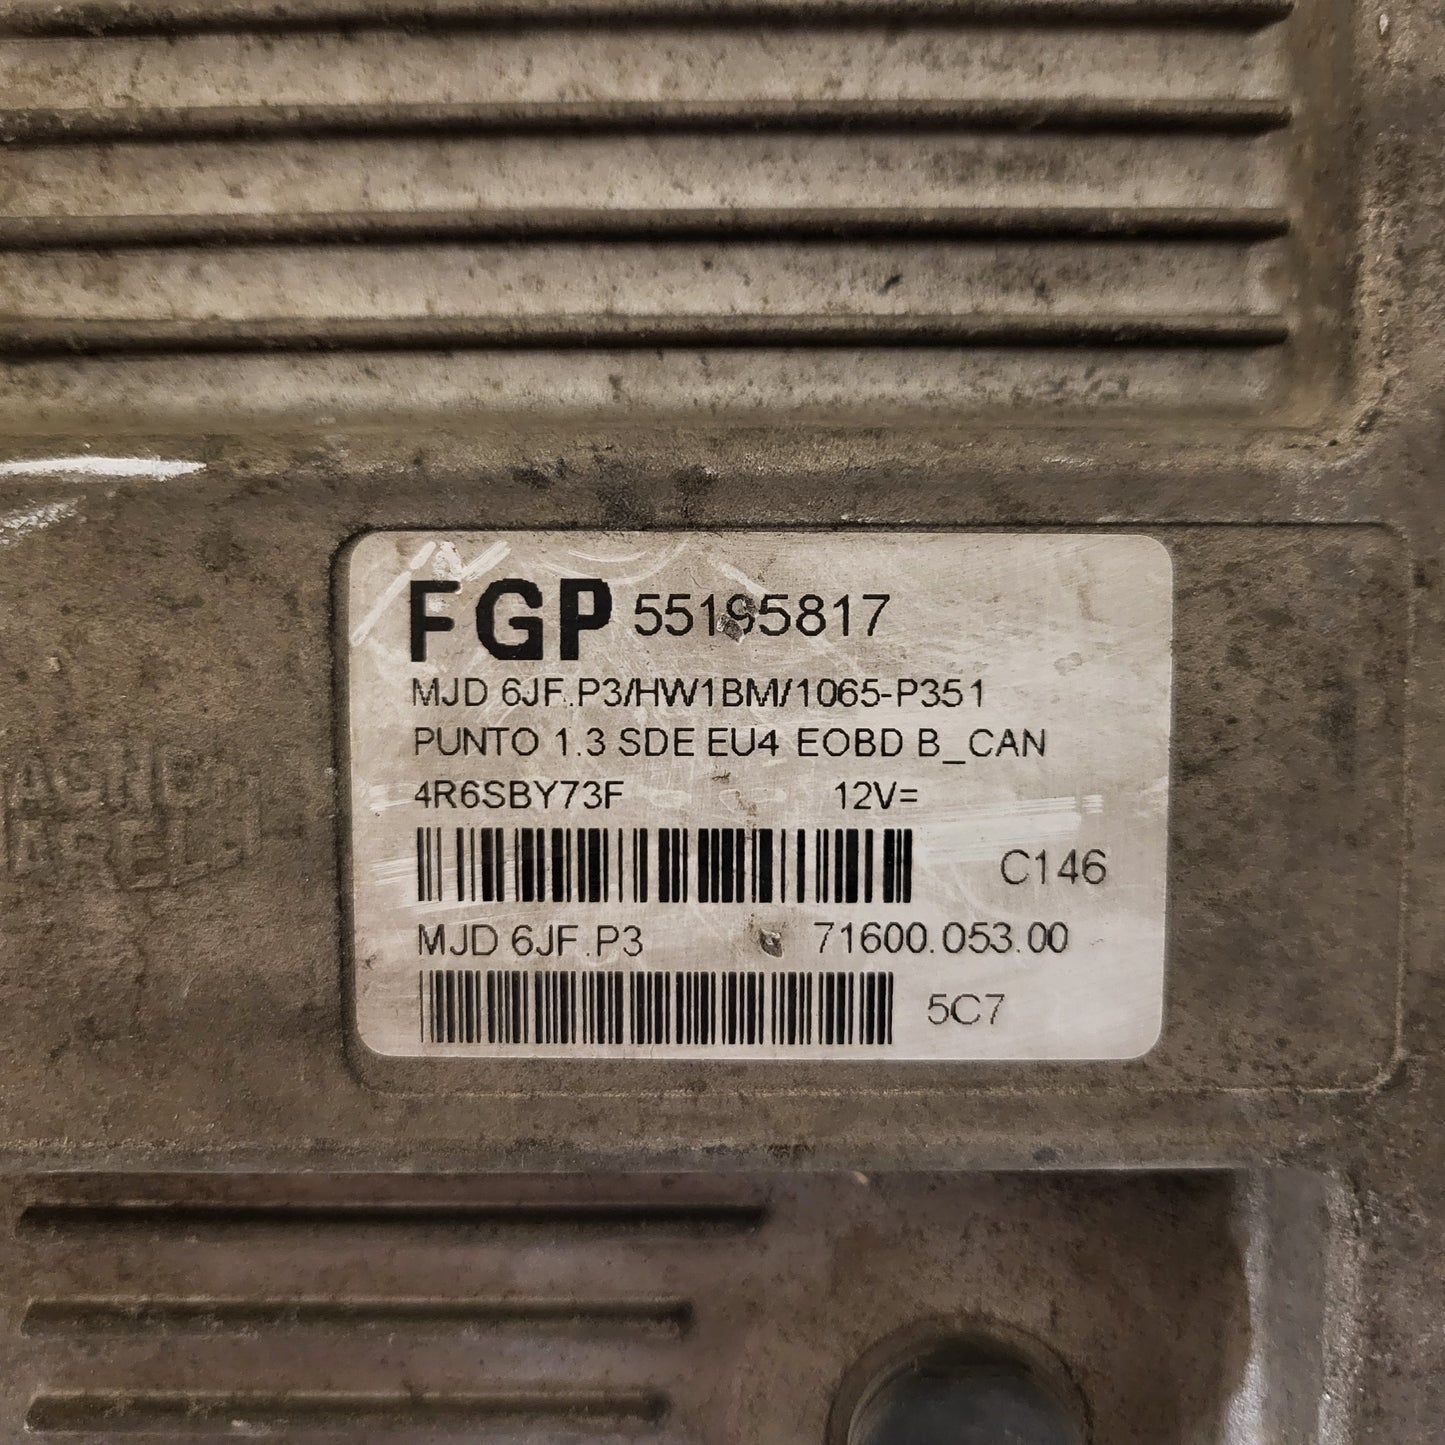 FGP 55195817
MJD 6JF.P3/HW1BM/1065-P351
PUNTO 1.3 SDE EU4 EOBD B_CAN
4R6SBY73F 12V=
C146
MJD 6JF.P3 71600.053.00
5C7